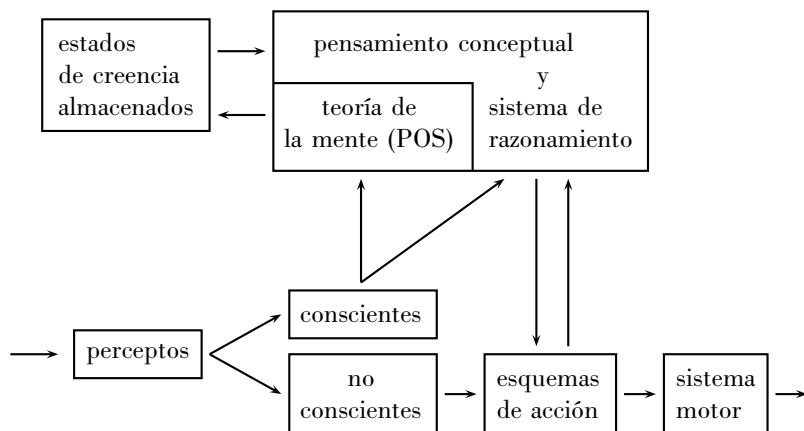 estados
de creencia
almacenados
pensamiento conceptual
y
sistema de
razonamiento
teoría de
la mente (POS)
conscientes
perceptos
no
conscientes
esquemas
de acción
sistema
motor